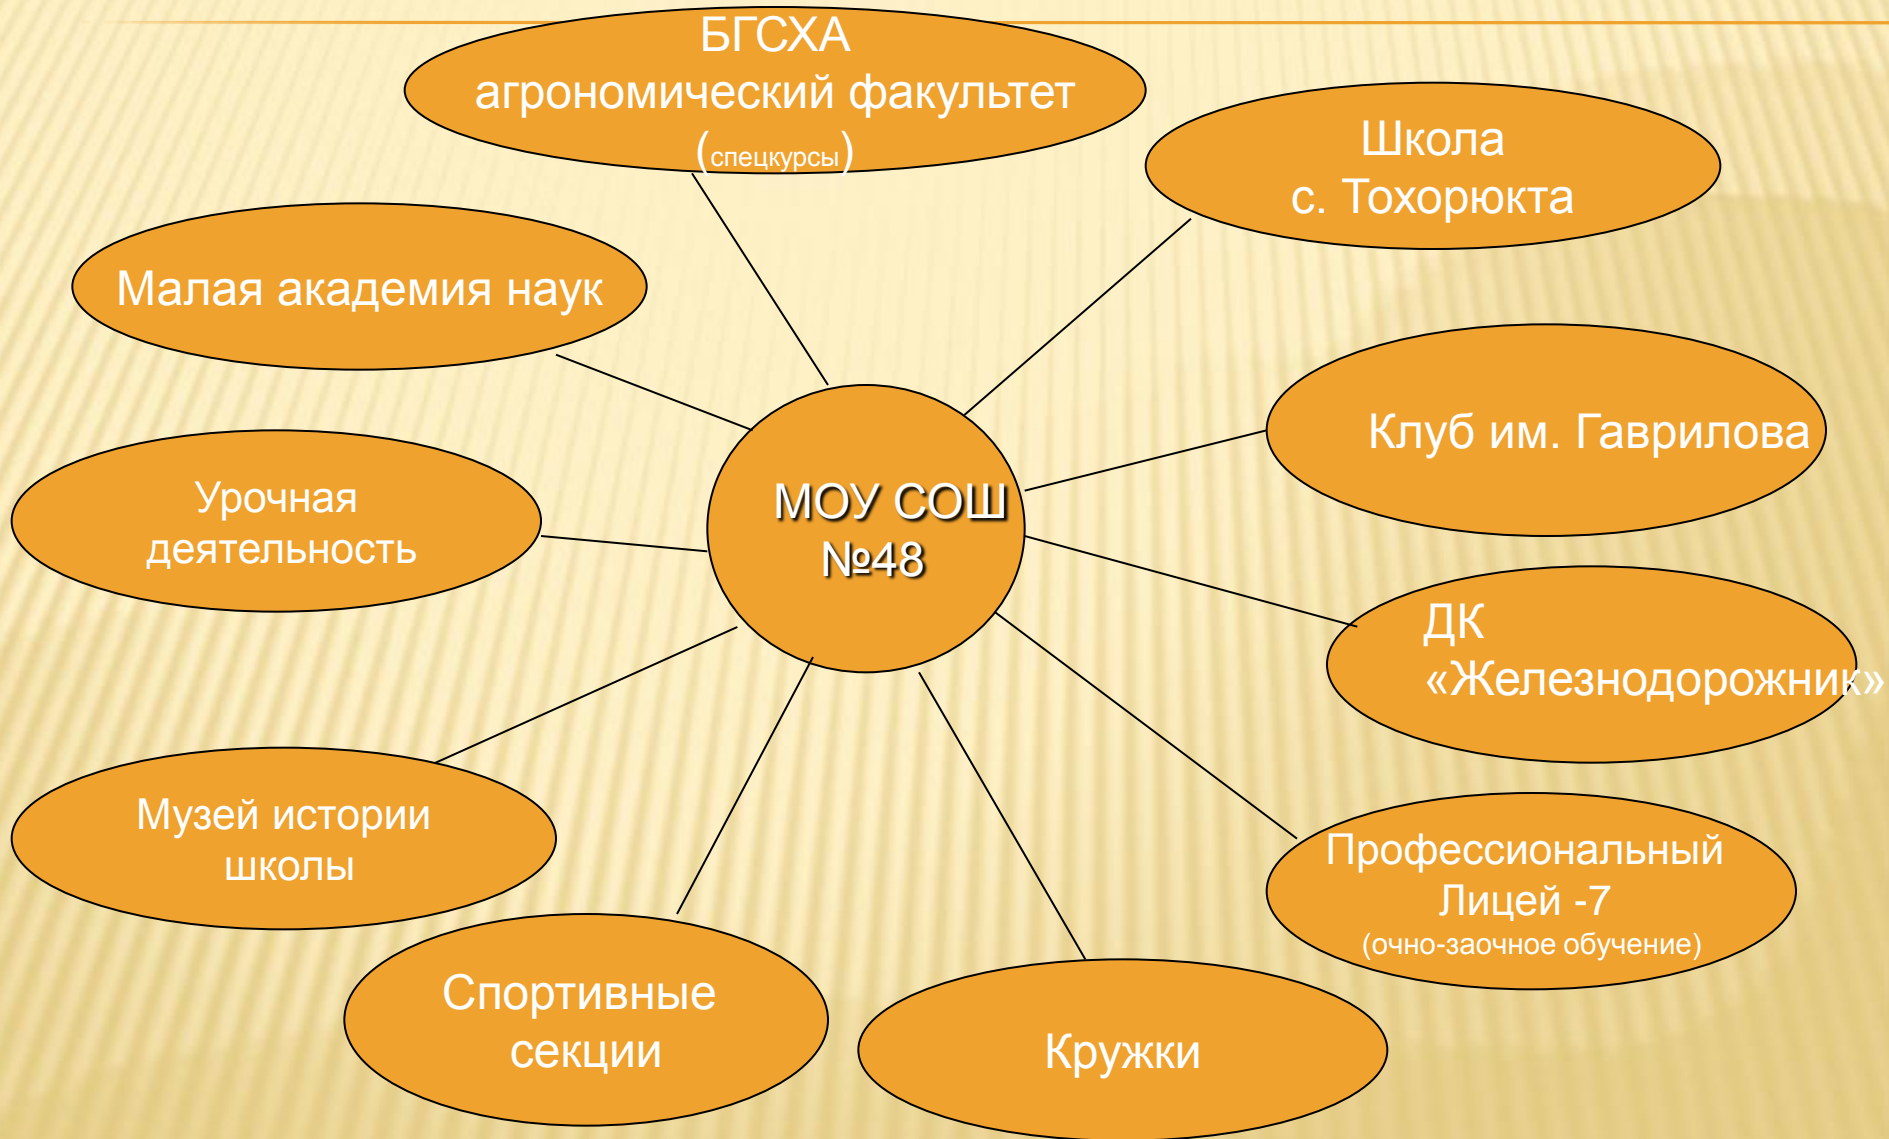 БГСХА
агрономический факультет
(спецкурсы)
Школа
с. Тохорюкта
Малая академия наук
Клуб им. Гаврилова
Урочная
деятельность
МОУ СОШ
№48
ДК
«Железнодорожник»
Музей истории
школы
Профессиональный
Лицей -7
(очно-заочное обучение)
Спортивные
секции
Кружки